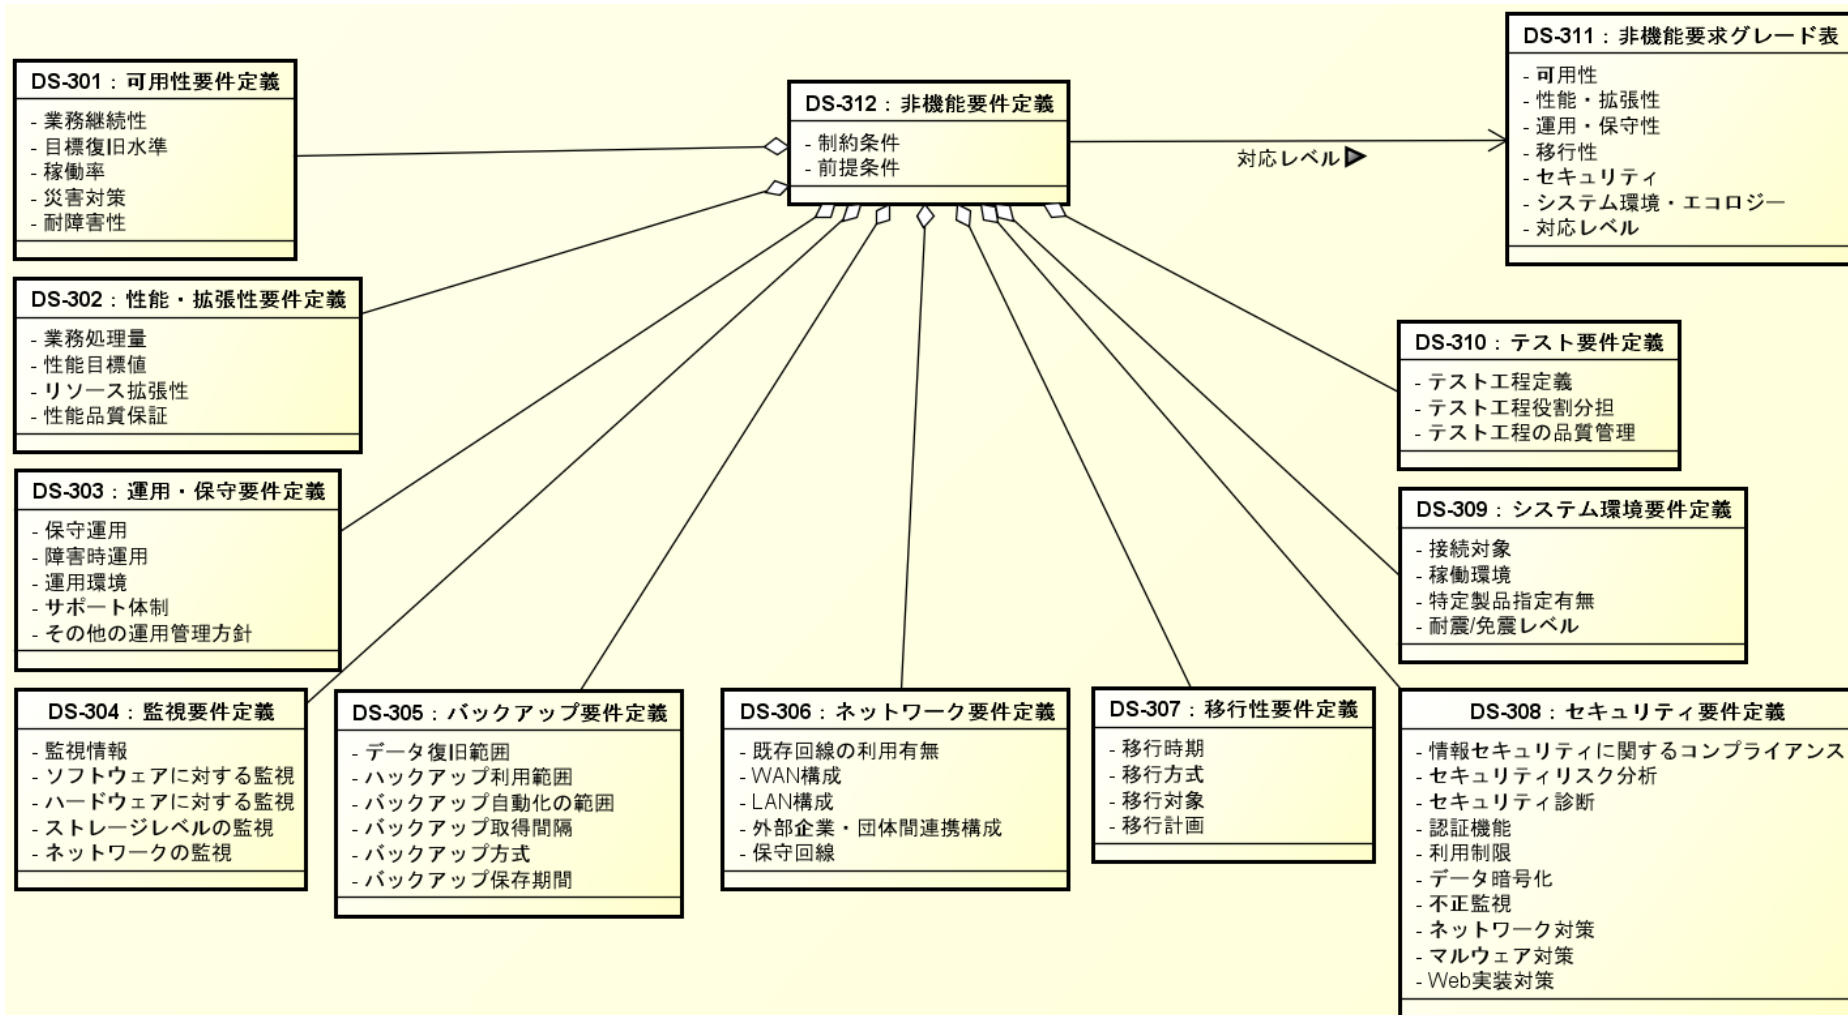 DS-301：可用性要件定義
- 業務継続性
- 目標復旧水準
- 稼働率
- 災害対策
- 耐障害性
DS-312：非機能要件定義
- 制約条件
- 前提条件
対応レベル
DS-311：非機能要求グレード表
- 可用性
- 性能・拡張性
- 運用・保守性
- 移行性
- セキュリティ
- システム環境・エコロジー
- 対応レベル
DS-302：性能・拡張性要件定義
- 業務処理量
- 性能目標値
- リソース拡張性
- 性能品質保証
DS-310：テスト要件定義
- テスト工程定義
- テスト工程役割分担
- テスト工程の品質管理
DS-303：運用・保守要件定義
- 保守運用
- 障害時運用
- 運用環境
- サポート体制
- その他の運用管理方針
DS-309：システム環境要件定義
- 接続対象
- 稼働環境
- 特定製品指定有無
- 耐震/免震レベル
DS-304：監視要件定義
- 監視情報
- ソフトウェアに対する監視
- ハードウェアに対する監視
- ストレージレベルの監視
- ネットワークの監視
DS-305：バックアップ要件定義
- データ復旧範囲
- ハックアップ利用範囲
- バックアップ自動化の範囲
- バックアップ取得間隔
- バックアップ方式
- バックアップ保存期間
DS-306：ネットワーク要件定義
- 既存回線の利用有無
- WAN構成
- LAN構成
- 外部企業・団体間連携構成
- 保守回線
DS-307：移行性要件定義
- 移行時期
- 移行方式
- 移行対象
- 移行計画
DS-308：セキュリティ要件定義
- 情報セキュリティに関するコンプライアンス
- セキュリティリスク分析
- セキュリティ診断
- 認証機能
- 利用制限
- データ暗号化
- 不正監視
- ネットワーク対策
- マルウェア対策
- Web実装対策